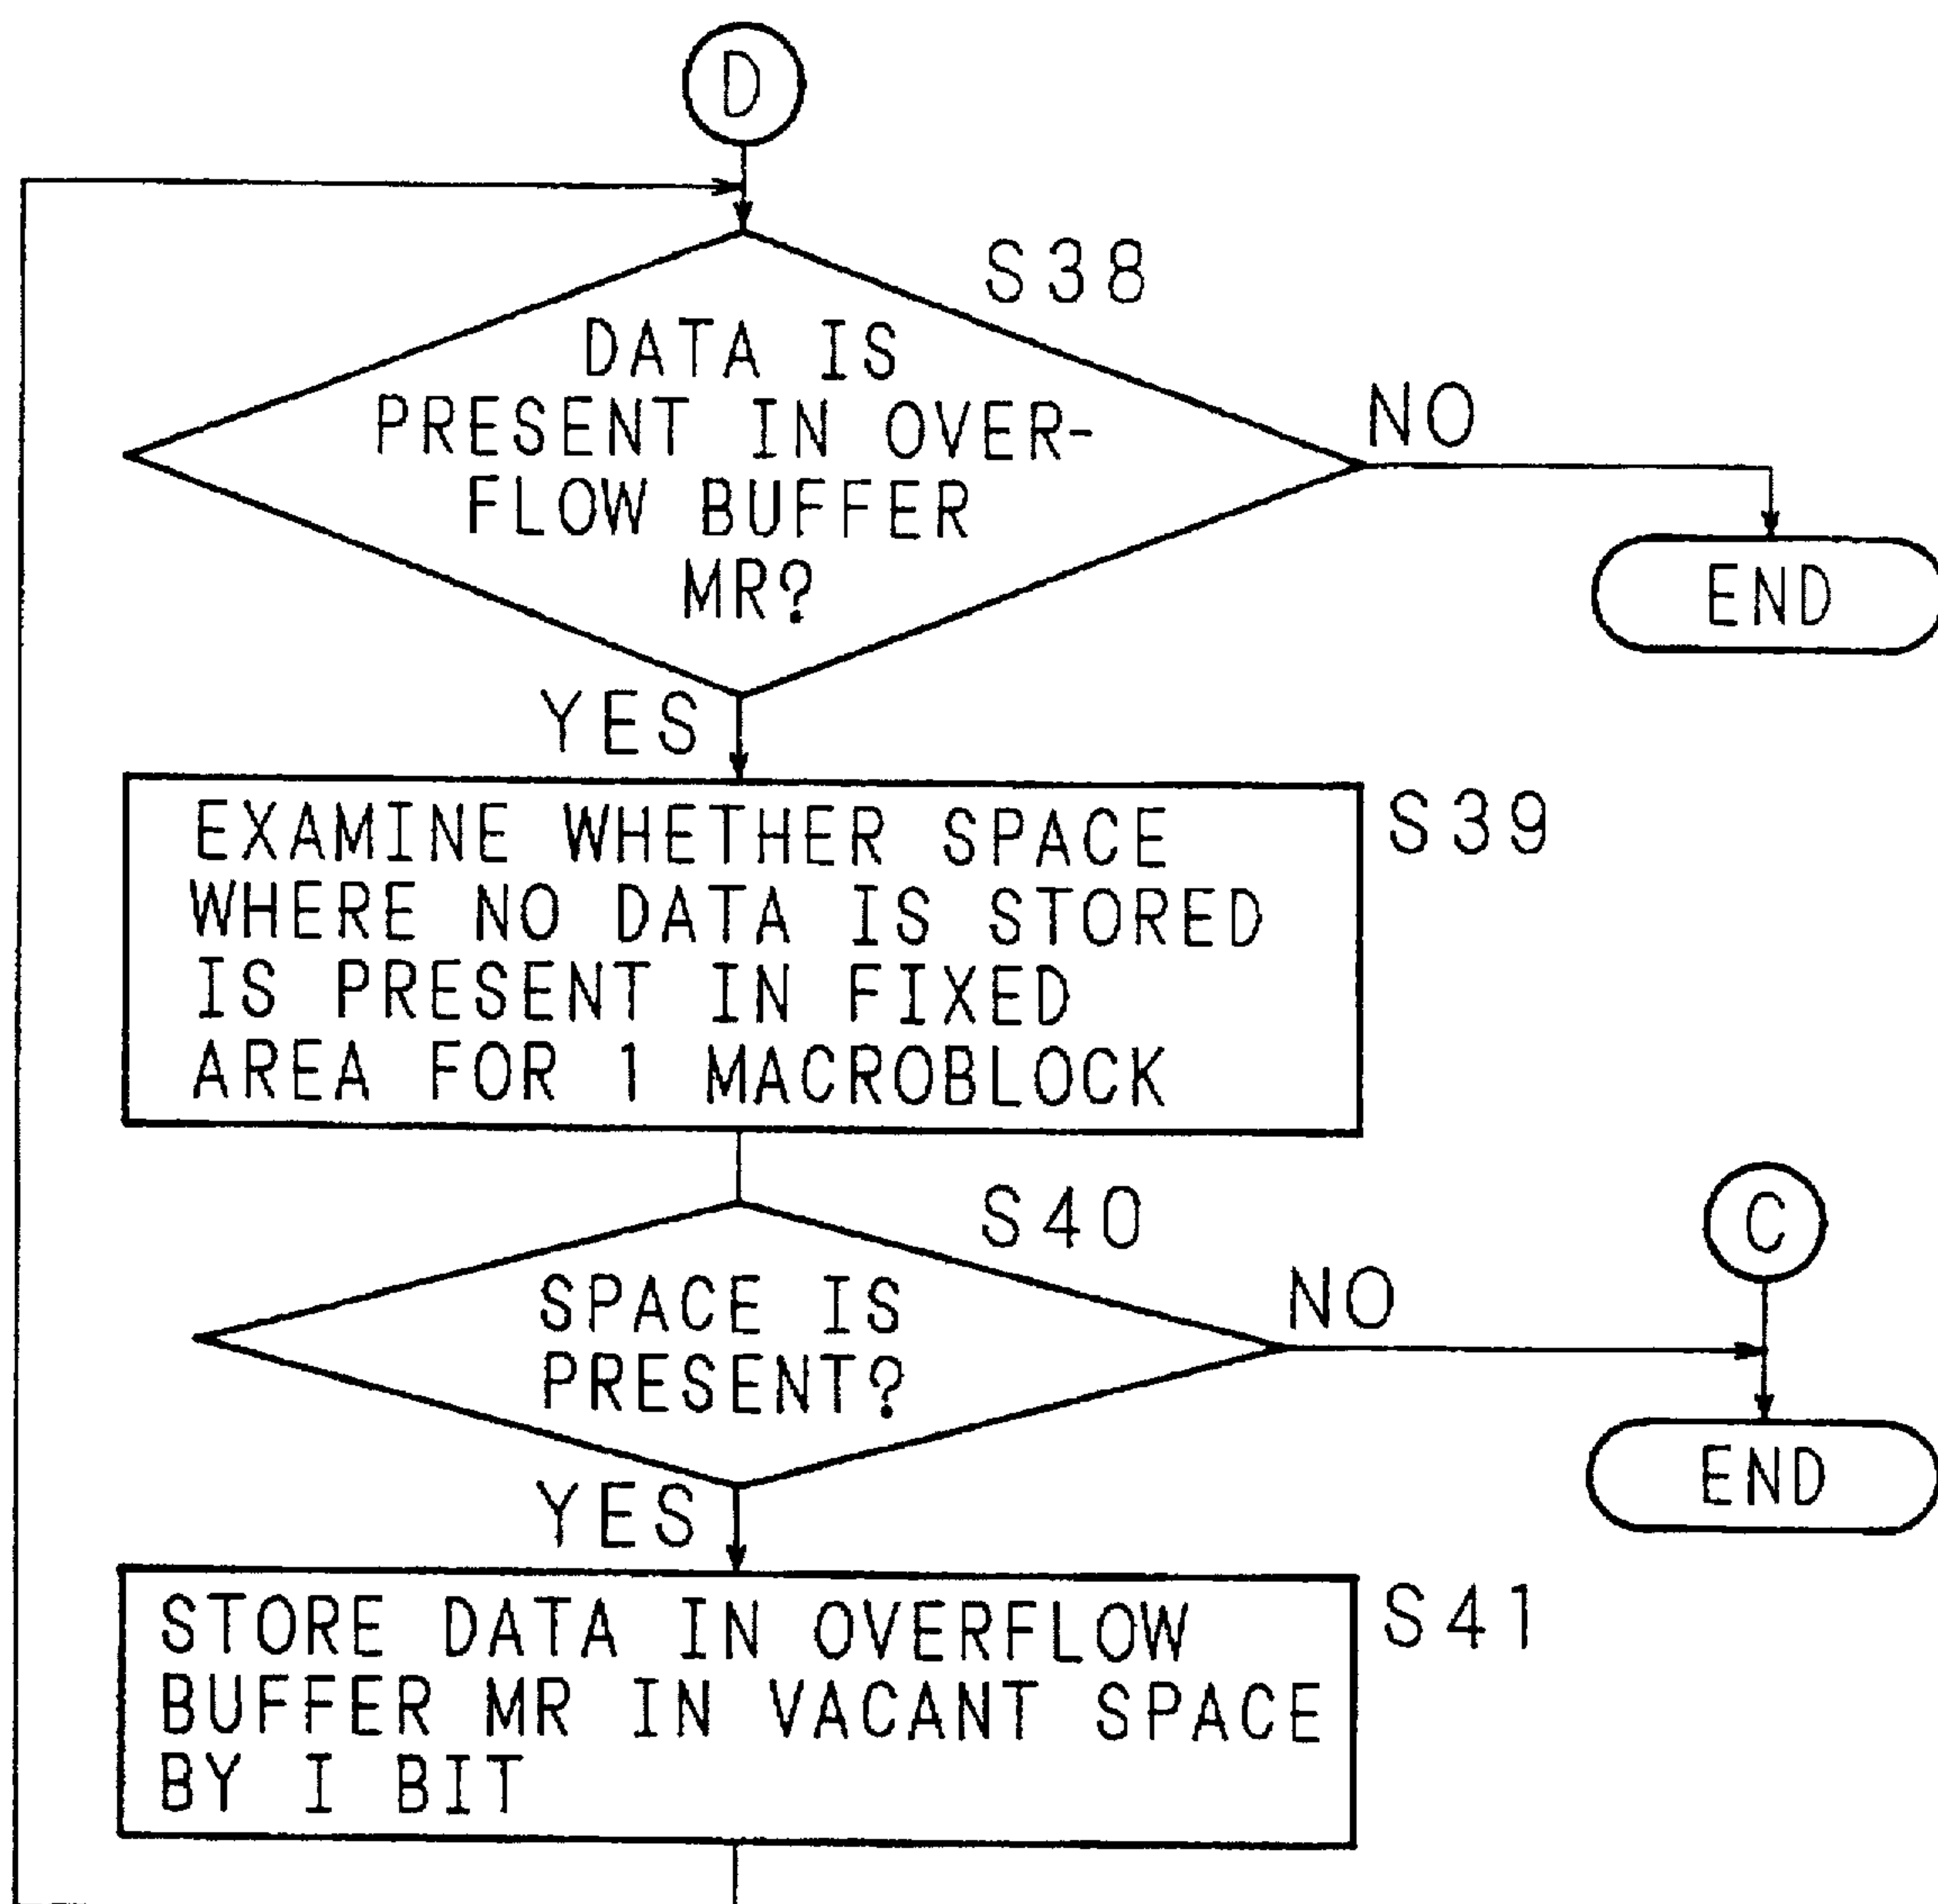 D
S38
DATA IS
PRESENT IN OVER-
FLOW BUFFER
MR?
NO
END
YES
EXAMINE WHETHER SPACE
WHERE NO DATA IS STORED
IS PRESENT IN FIXED
AREA FOR 1 MACROBLOCK
S39
C
S40
SPACE IS
PRESENT?
NO
END
YES
STORE DATA IN OVERFLOW
BUFFER MR IN VACANT SPACE
BY I BIT
S41